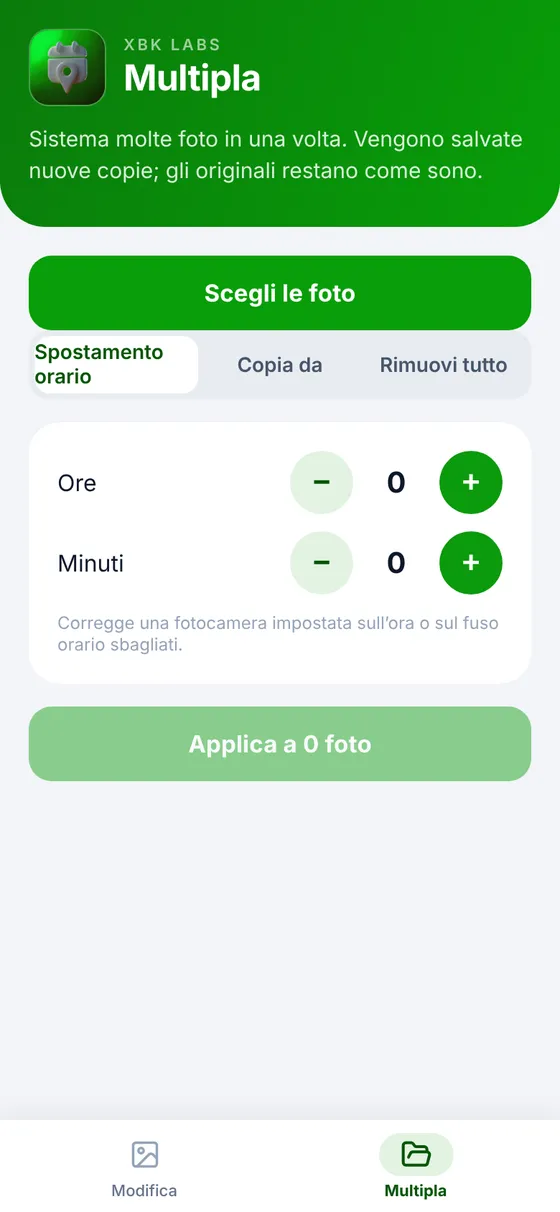 XBK LABS
Multipla
Sistema molte foto in una volta. Vengono salvate
nuove copie; gli originali restano come sono.
Scegli le foto
Spostamento
orario
Copia da
Rimuovi tutto
Ore
−
0
+
Minuti
−
0
+
Corregge una fotocamera impostata sull’ora o sul fuso
orario sbagliati.
Applica a 0 foto
Modifica
Multipla